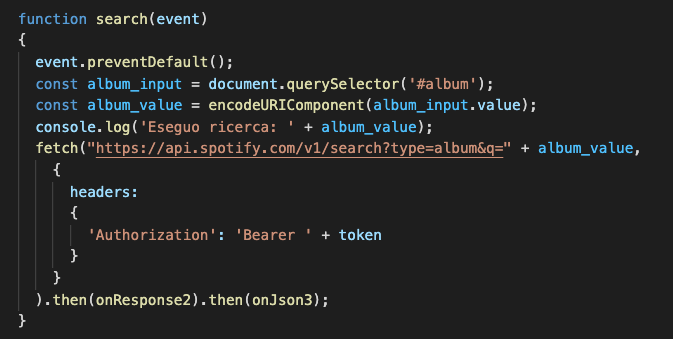 function search(event)
{
event.preventDefault();
const album_input = document.querySelector('#album');
const album_value = encodeURIComponent(album_input.value);
console.log('Eseguo ricerca: ' + album_value);
fetch("https://api.spotify.com/v1/search?type=album&q=" + album_value,
{
headers:
{
'Authorization': 'Bearer ' + token
}
}
).then(onResponse2).then(onJson3);
}